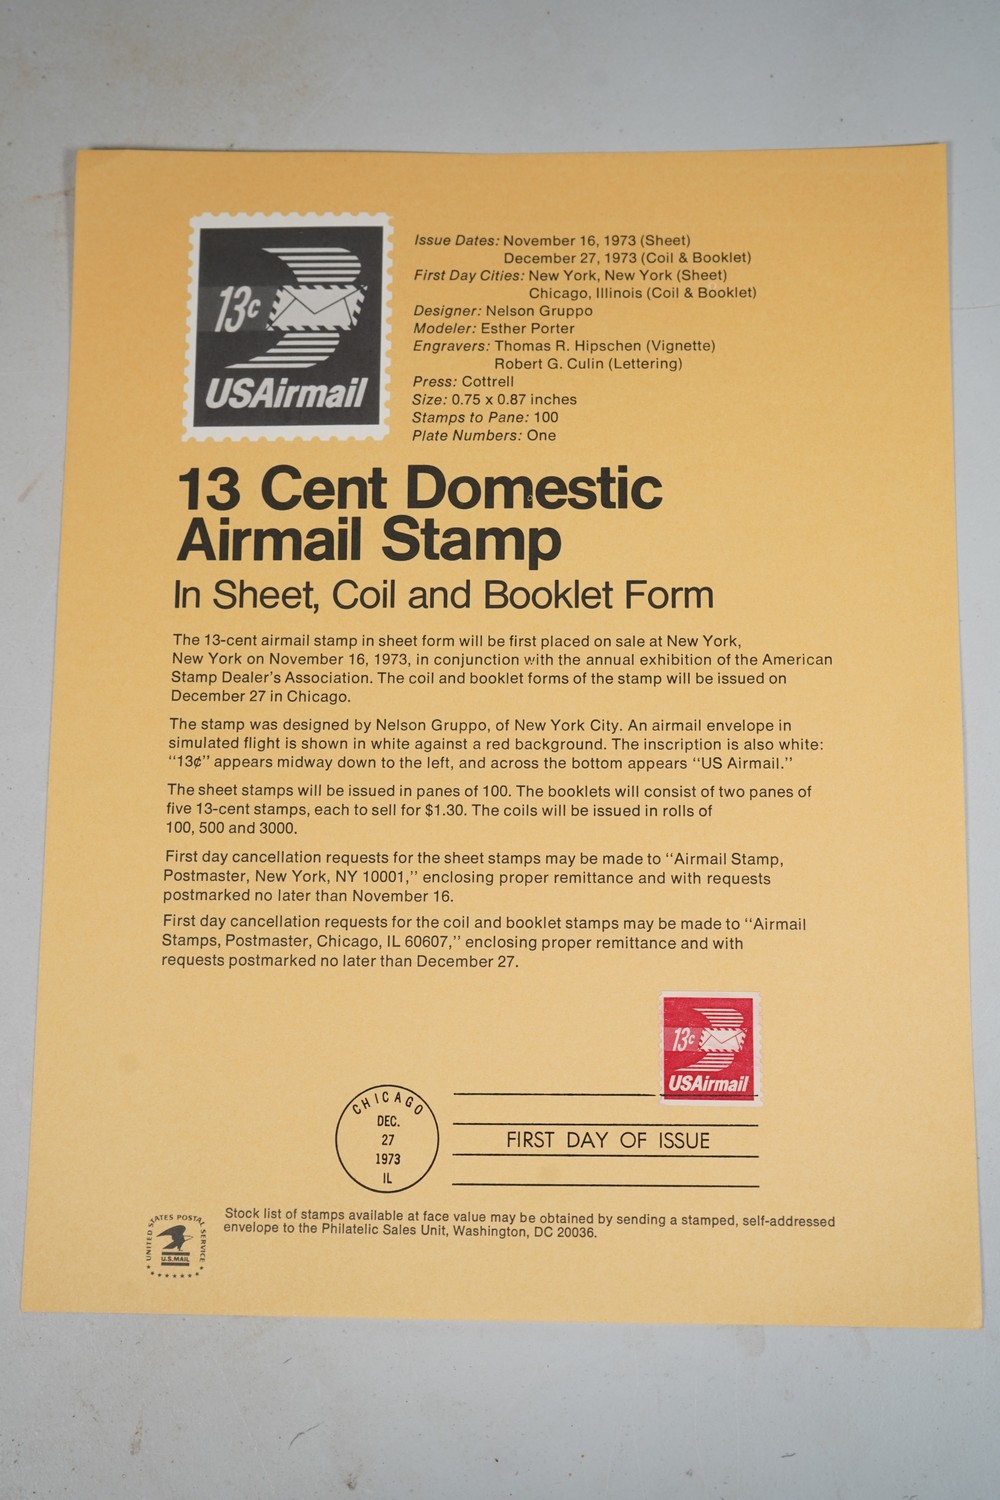 13c
USAirmail
Issue Dates: November 16, 1973 (Sheet)
December 27, 1973 (Coil & Booklet)
First Day Cities: New York, New York (Sheet)
Chicago, Illinois (Coil & Booklet)
Designer: Nelson Gruppo
Modeler: Esther Porter
Engravers: Thomas R. Hipschen (Vignette)
Robert G. Culin (Lettering)
Press: Cottrell
Size: 0.75 x 0.87 inches
Stamps to Pane: 100
Plate Numbers: One
13 Cent Domestic
Airmail Stamp
In Sheet, Coil and Booklet Form
The 13-cent airmail stamp in sheet form will be first placed on sale at New York,
New York on November 16, 1973, in conjunction with the annual exhibition of the American
Stamp Dealer's Association. The coil and booklet forms of the stamp will be issued on
December 27 in Chicago.
The stamp was designed by Nelson Gruppo, of New York City. An airmail envelope in
simulated flight is shown in white against a red background. The inscription is also white:
"13¢" appears midway down to the left, and across the bottom appears "US Airmail."
The sheet stamps will be issued in panes of 100. The booklets will consist of two panes of
five 13-cent stamps, each to sell for $1.30. The coils will be issued in rolls of
100, 500 and 3000.
First day cancellation requests for the sheet stamps may be made to "Airmail Stamp,
Postmaster, New York, NY 10001," enclosing proper remittance and with requests
postmarked no later than November 16.
First day cancellation requests for the coil and booklet stamps may be made to "Airmail
Stamps, Postmaster, Chicago, IL 60607," enclosing proper remittance and with
requests postmarked no later than December 27.
13c
USAirmail
CHICAGO
DEC.
27
1973
IL
FIRST DAY OF ISSUE
UNITED STATES POSTAL SERVICE
U.S. MAIL
Stock list of stamps available at face value may be obtained by sending a stamped, self-addressed
envelope to the Philatelic Sales Unit, Washington, DC 20036.